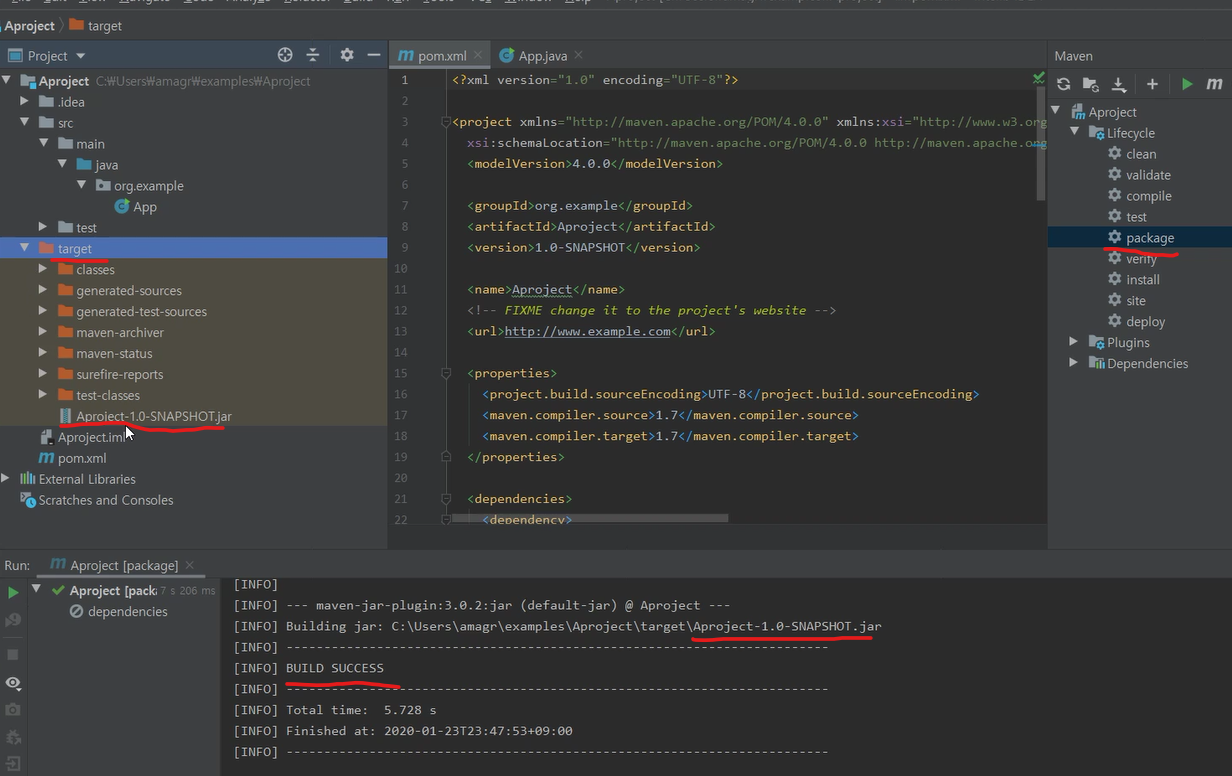 Aproject
target
Project
Aproject C:₩Users₩amagr₩examples₩Aproject
.idea
src
main
java
org.example
App
test
target
classes
generated-sources
generated-test-sources
maven-archiver
maven-status
surefire-reports
test-classes
Aproject-1.0-SNAPSHOT.jar
Aproject.iml
pom.xml
External Libraries
Scratches and Consoles
pom.xml
App.java
1 <?xml version="1.0" encoding="UTF-8"?>
2
3 <project xmlns="http://maven.apache.org/POM/4.0.0" xmlns:xsi="http://www.w3.org
4 xsi:schemaLocation="http://maven.apache.org/POM/4.0.0 http://maven.apache.org
5 <modelVersion>4.0.0</modelVersion>
6
7 <groupId>org.example</groupId>
8 <artifactId>Aproject</artifactId>
9 <version>1.0-SNAPSHOT</version>
10
11 <name>Aproject</name>
12 <!-- FIXME change it to the project's website -->
13 <url>http://www.example.com</url>
14
15 <properties>
16 <project.build.sourceEncoding>UTF-8</project.build.sourceEncoding>
17 <maven.compiler.source>1.7</maven.compiler.source>
18 <maven.compiler.target>1.7</maven.compiler.target>
19 </properties>
20
21 <dependencies>
22 <dependency>
Maven
m
Aproject
Lifecycle
clean
validate
compile
test
package
verify
install
site
deploy
Plugins
Dependencies
Run:
Aproject [package]
Aproject [pack 7 s 206 ms
dependencies
[INFO]
[INFO] --- maven-jar-plugin:3.0.2:jar (default-jar) @ Aproject ---
[INFO] Building jar: C:\Users\amagr\examples\Aproject\target\Aproject-1.0-SNAPSHOT.jar
[INFO] ------------------------------------------------------------------------
[INFO] BUILD SUCCESS
[INFO] ------------------------------------------------------------------------
[INFO] Total time: 5.728 s
[INFO] Finished at: 2020-01-23T23:47:53+09:00
[INFO] ------------------------------------------------------------------------